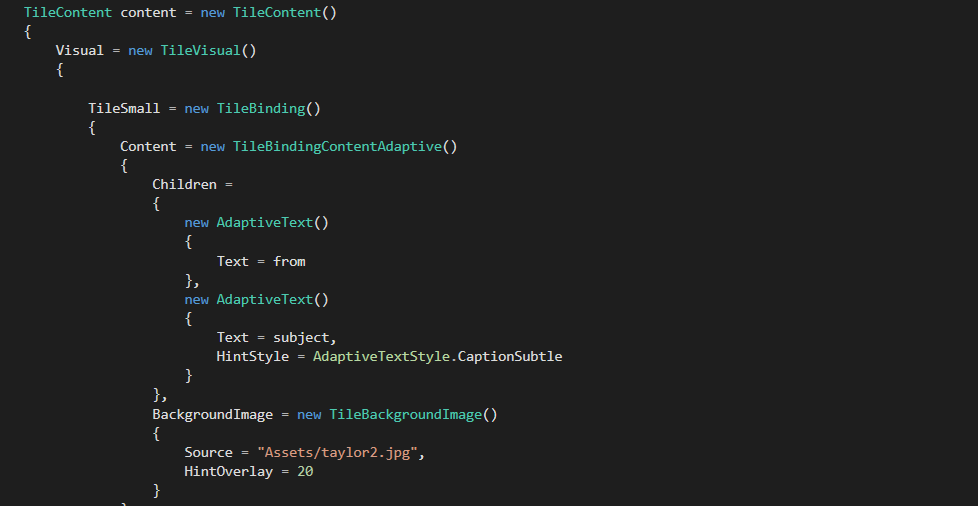 TileContent content = new TileContent()
{
    Visual = new TileVisual()
    {
        TileSmall = new TileBinding()
        {
            Content = new TileBindingContentAdaptive()
            {
                Children =
                {
                    new AdaptiveText()
                    {
                        Text = from
                    },
                    new AdaptiveText()
                    {
                        Text = subject,
                        HintStyle = AdaptiveTextStyle.CaptionSubtle
                    }
                },
                BackgroundImage = new TileBackgroundImage()
                {
                    Source = "Assets/taylor2.jpg",
                    HintOverlay = 20
                }